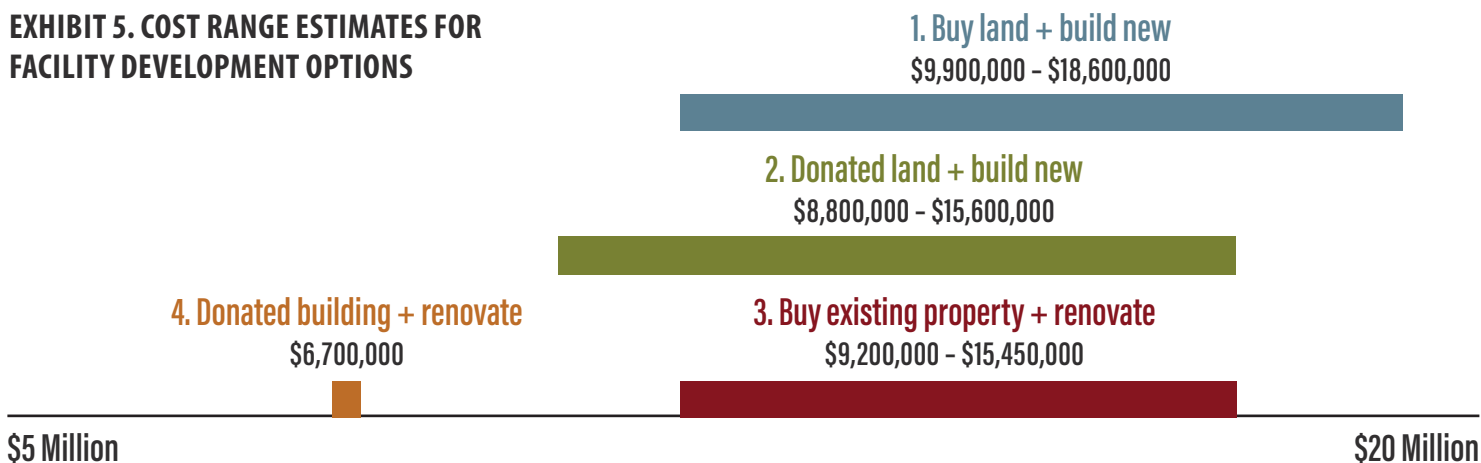 EXHIBIT 5. COST RANGE ESTIMATES FOR
FACILITY DEVELOPMENT OPTIONS
1. Buy land + build new
$9,900,000 – $18,600,000
2. Donated land + build new
$8,800,000 – $15,600,000
4. Donated building + renovate
$6,700,000
3. Buy existing property + renovate
$9,200,000 – $15,450,000
$5 Million
$20 Million